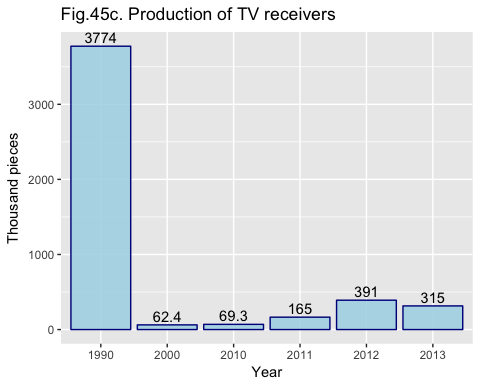 Fig.45c. Production of TV receivers
3774
3000
2000
1000
0
62.4
69.3
165
391
315
1990 2000 2010 2011 2012 2013
Year
Thousand pieces